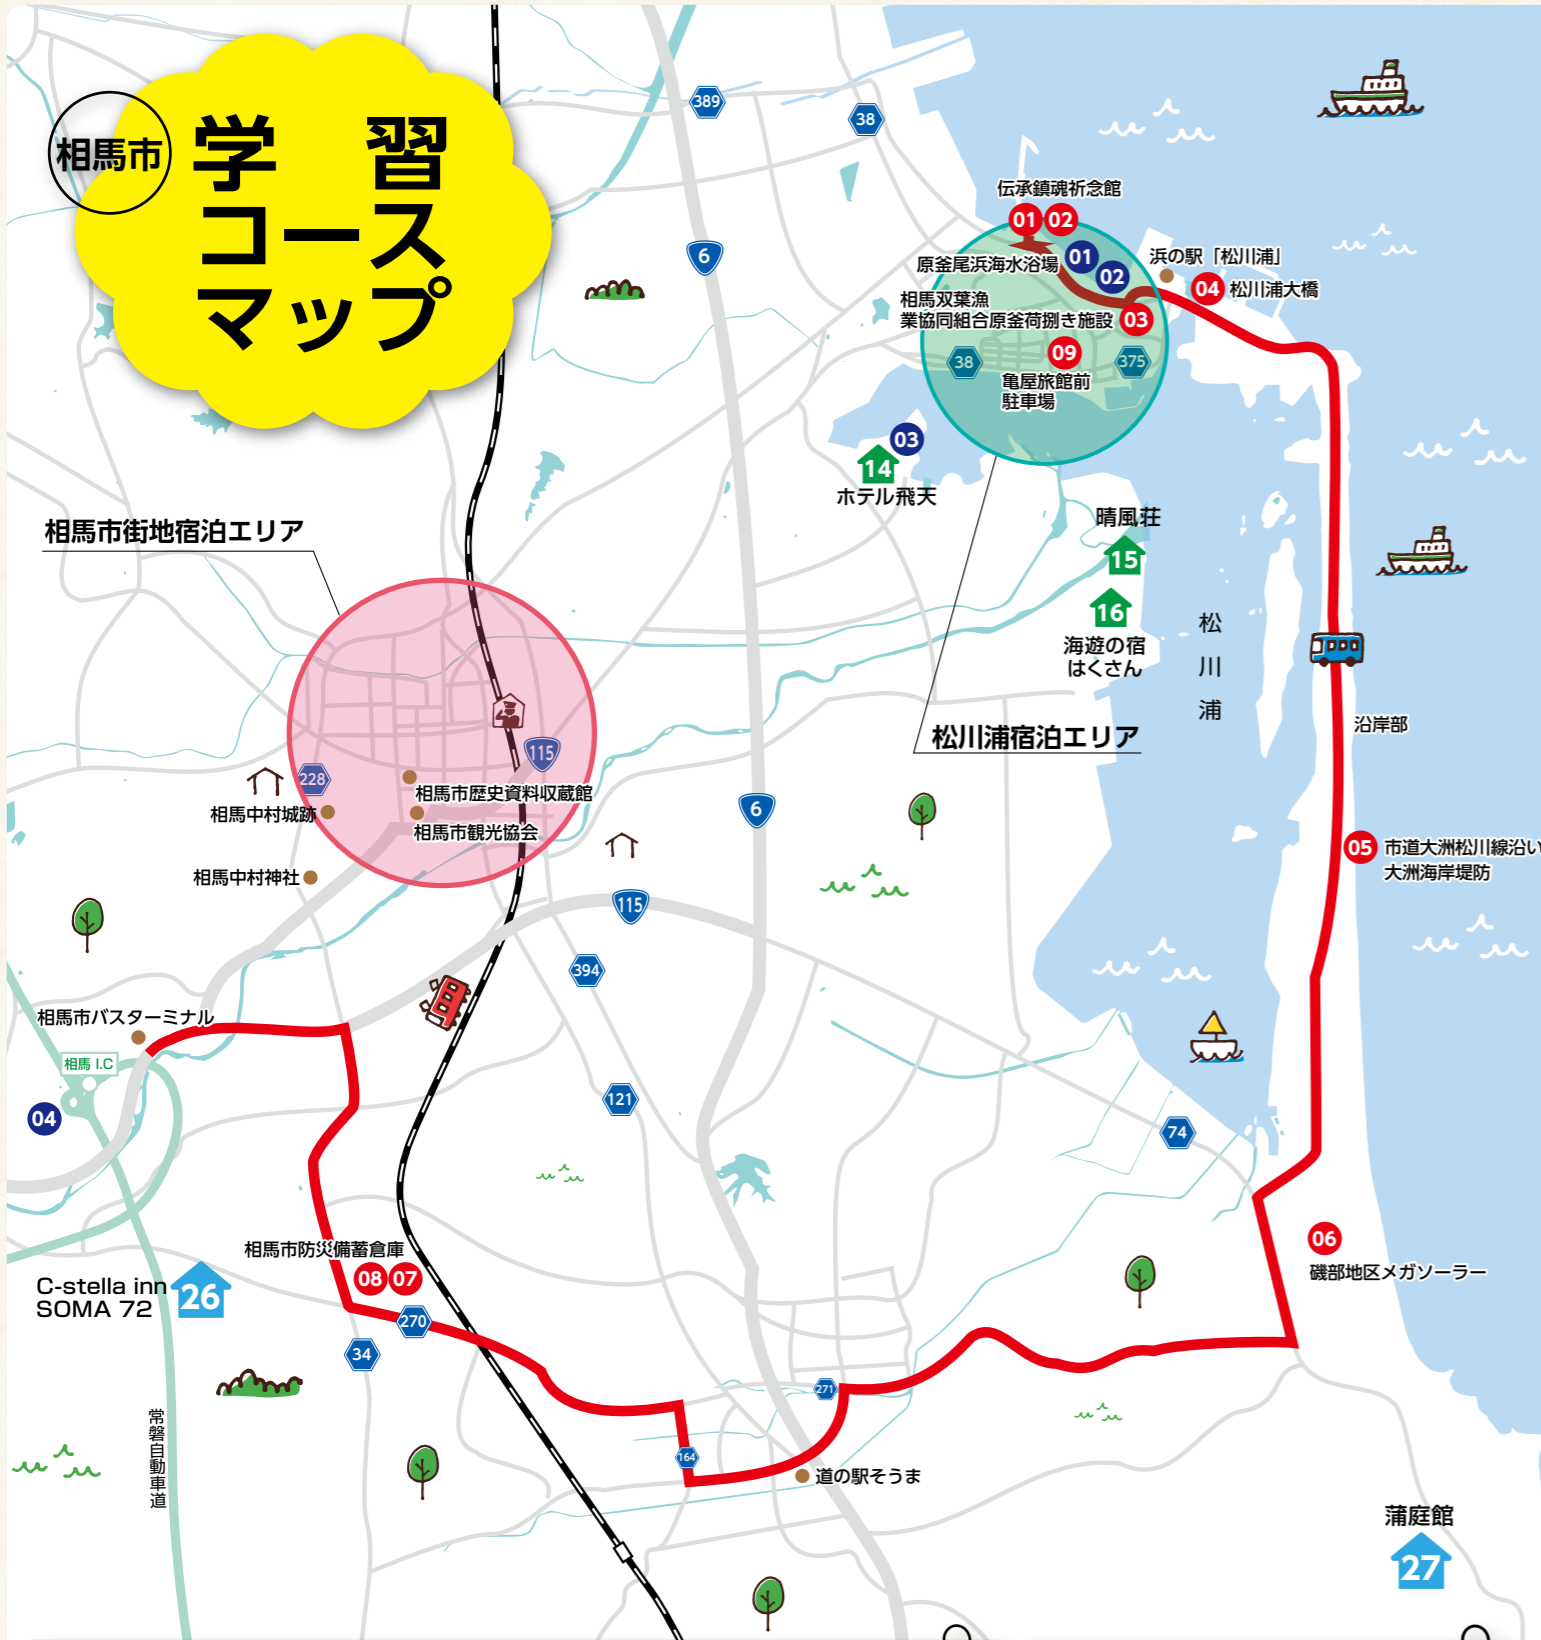 相馬市
学 習
コース
マップ
389
38
伝承鎮魂祈念館
01 02
原釜尾浜海水浴場
01
02
浜の駅「松川浦」
04 松川浦大橋
6
相馬双葉漁
業協同組合原釜荷捌き施設 03
38
09
375
亀屋旅館前
駐車場
03
14
ホテル飛天
晴風荘
15
16
海遊の宿
はくさん
松川浦
相馬市街地宿泊エリア
松川浦宿泊エリア
沿岸部
115
228
相馬市歴史資料収蔵館
相馬中村城跡
相馬市観光協会
相馬中村神社
6
05 市道大洲松川線沿い
大洲海岸堤防
115
394
相馬市バスターミナル
相馬 I.C
04
121
74
相馬市防災備蓄倉庫
08 07
06
磯部地区メガソーラー
C-stella inn
SOMA 72
26
270
34
271
164
道の駅そうま
常磐自動車道
蒲庭館
27